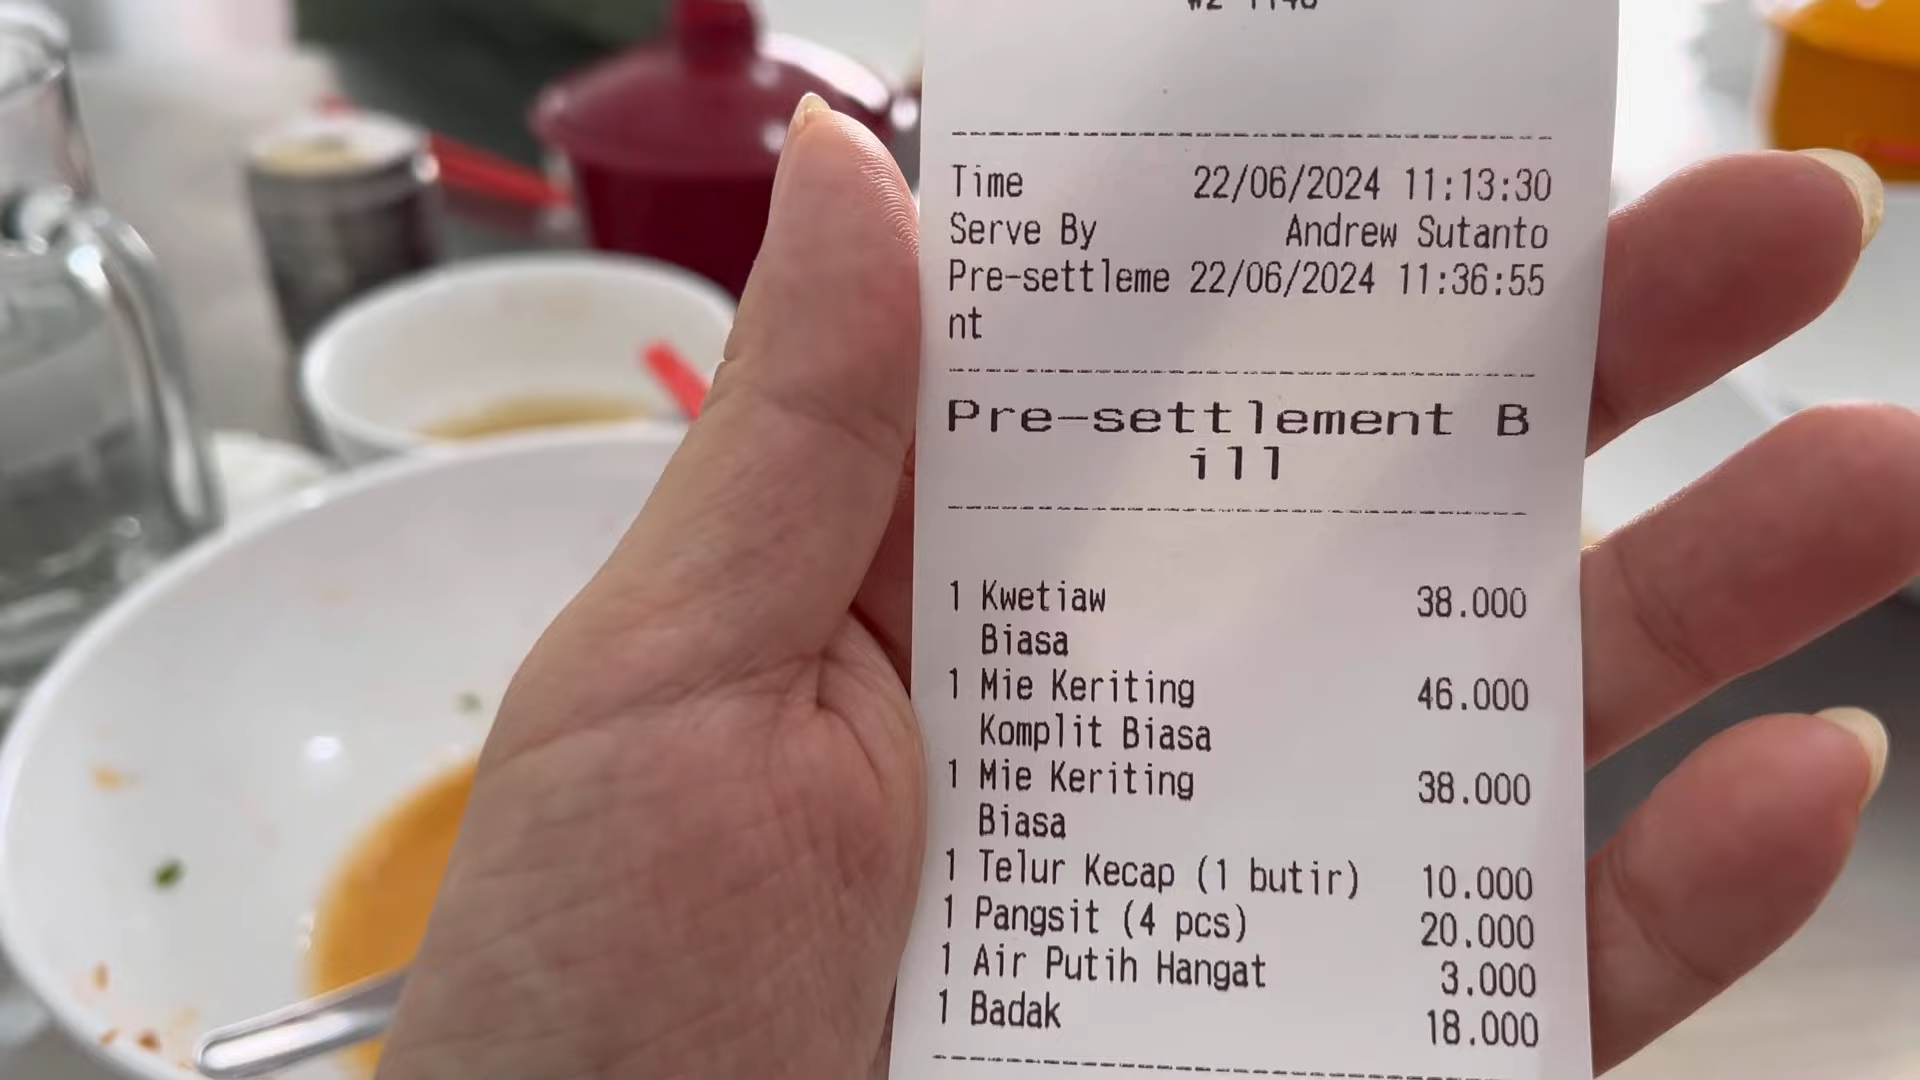 Time 22/06/2024 11:13:30
Serve By Andrew Sutanto
Pre-settleme 22/06/2024 11:36:55
nt
Pre-settlement B
ill
1 Kwetiaw 38.000
Biasa
1 Mie Keriting 46.000
Komplit Biasa
1 Mie Keriting 38.000
Biasa
1 Telur Kecap (1 butir) 10.000
1 Pangsit (4 pcs) 20.000
1 Air Putih Hangat 3.000
1 Badak 18.000